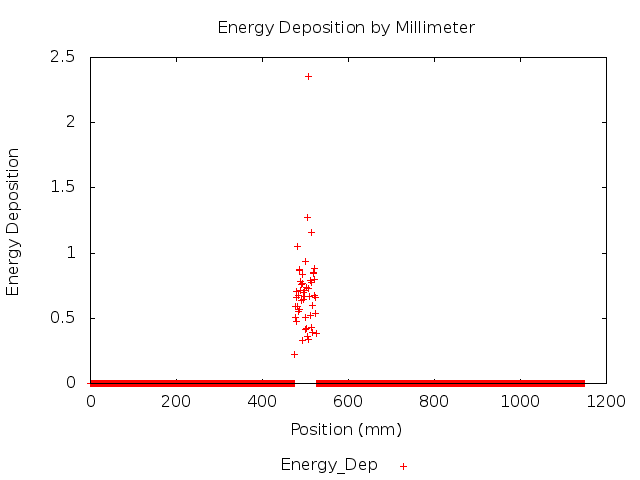 Energy Deposition by Millimeter
2.5
2
1.5
1
0.5
0
Energy Deposition
0 200 400 600 800 1000 1200
Position (mm)
Energy_Dep